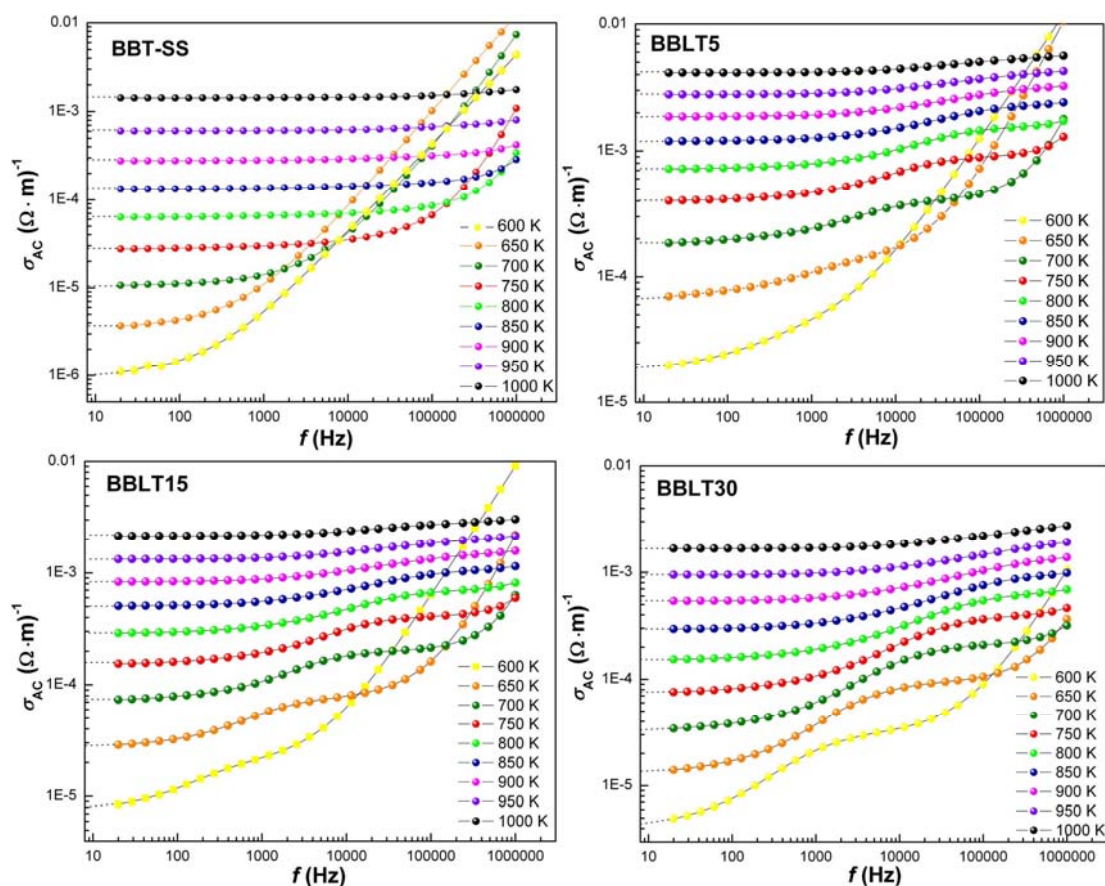 BBT-SS
0.01
1E-3
1E-4
1E-5
1E-6
σAC (Ω·m)-1
600 K
650 K
700 K
750 K
800 K
850 K
900 K
950 K
1000 K
10 100 1000 10000 100000 1000000
f (Hz)
BBLT5
0.01
1E-3
1E-4
1E-5
σAC (Ω·m)-1
600 K
650 K
700 K
750 K
800 K
850 K
900 K
950 K
1000 K
10 100 1000 10000 100000 1000000
f (Hz)
BBLT15
0.01
1E-3
1E-4
1E-5
σAC (Ω·m)-1
600 K
650 K
700 K
750 K
800 K
850 K
900 K
950 K
1000 K
10 100 1000 10000 100000 1000000
f (Hz)
BBLT30
0.01
1E-3
1E-4
1E-5
σAC (Ω·m)-1
600 K
650 K
700 K
750 K
800 K
850 K
900 K
950 K
1000 K
10 100 1000 10000 100000 1000000
f (Hz)